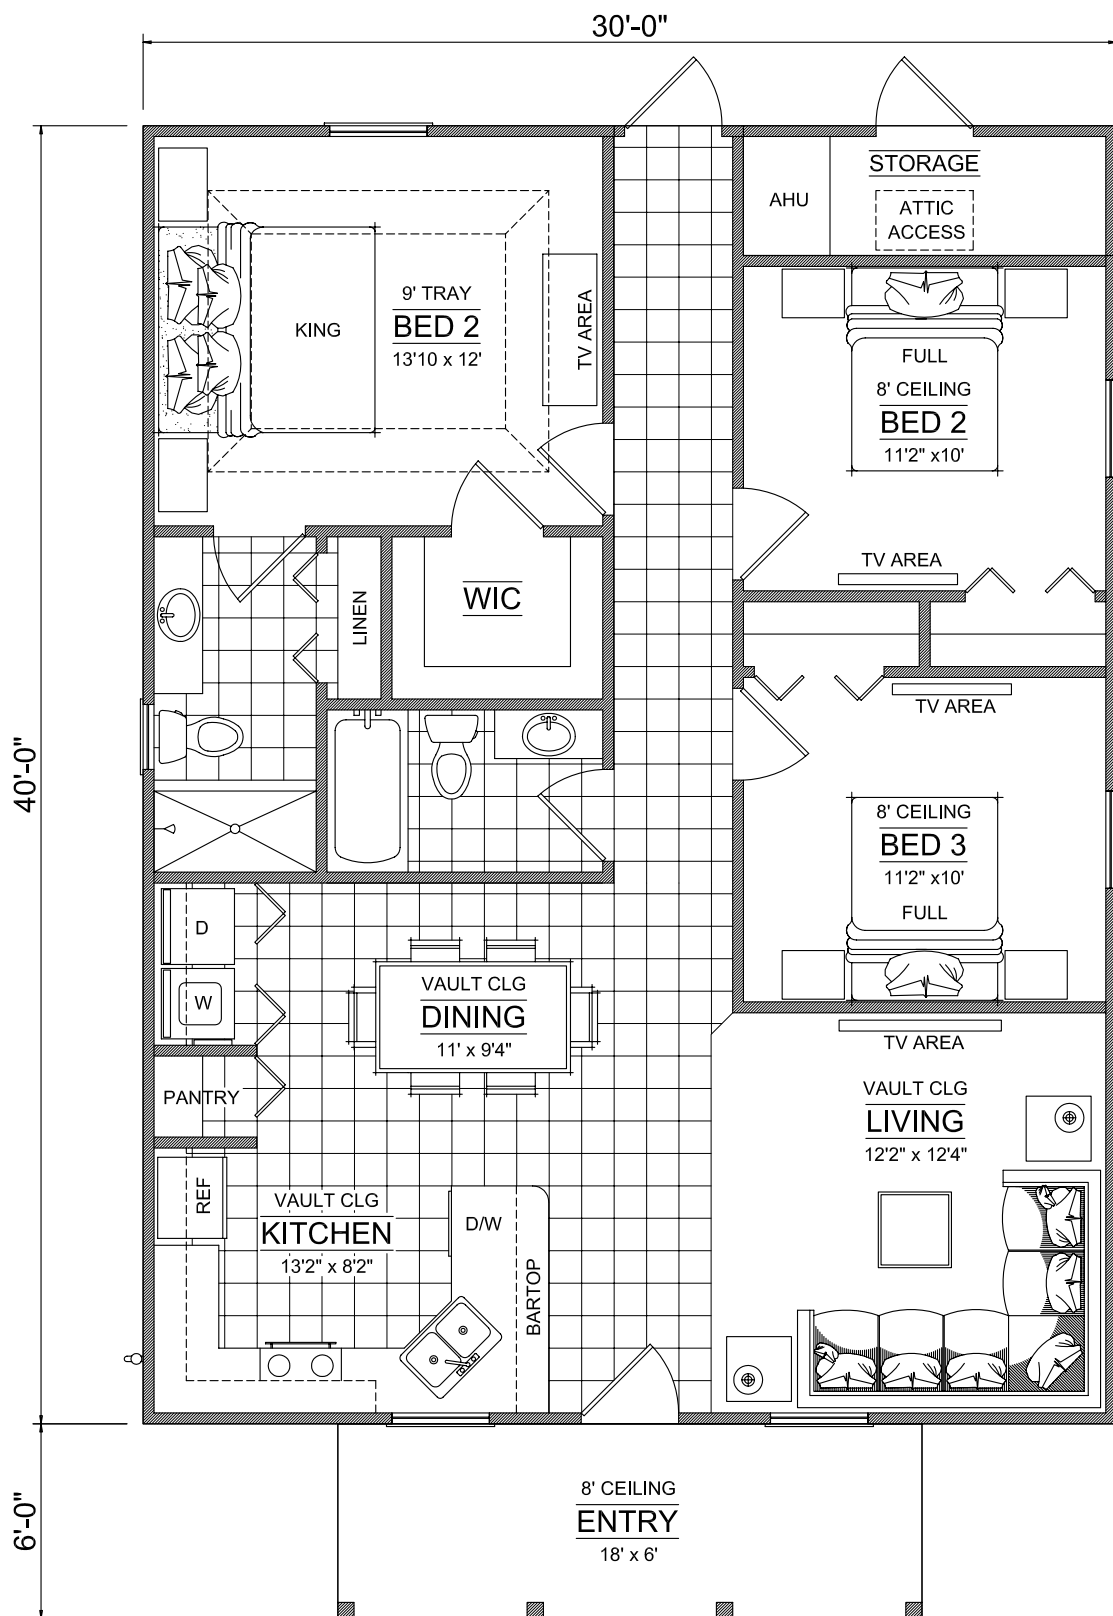 30'-0"
STORAGE
AHU
ATTIC
ACCESS
9' TRAY
BED 2
13'10 x 12'
KING
TV AREA
FULL
8' CEILING
BED 2
11'2" x10'
TV AREA
LINEN
WIC
TV AREA
40'-0"
8' CEILING
BED 3
11'2" x10'
FULL
D
W
VAULT CLG
DINING
11' x 9'4"
TV AREA
PANTRY
VAULT CLG
LIVING
12'2" x 12'4"
REF
VAULT CLG
KITCHEN
13'2" x 8'2"
D/W
BARTOP
6'-0"
8' CEILING
ENTRY
18' x 6'